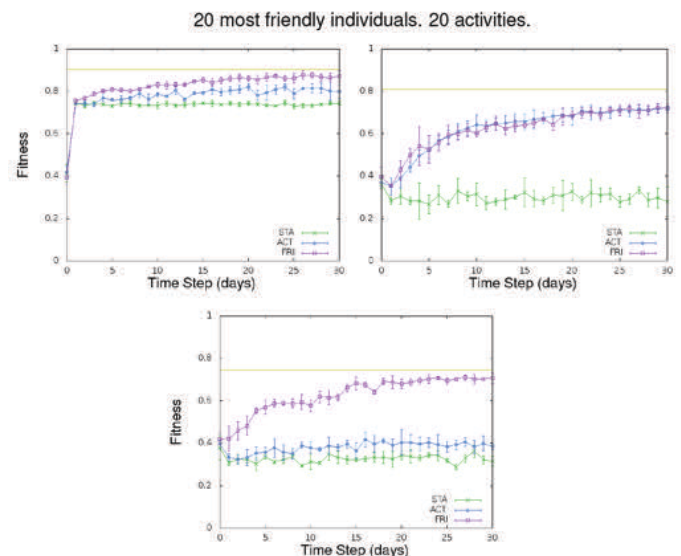 20 most friendly individuals. 20 activities.
1
0.8
0.6
0.4
0.2
0
Fitness
STA
ACT
FRI
0 5 10 15 20 25 30
Time Step (days)
1
0.8
0.6
0.4
0.2
0
STA
ACT
FRI
0 5 10 15 20 25 30
Time Step (days)
1
0.8
0.6
0.4
0.2
0
Fitness
STA
ACT
FRI
0 5 10 15 20 25 30
Time Step (days)